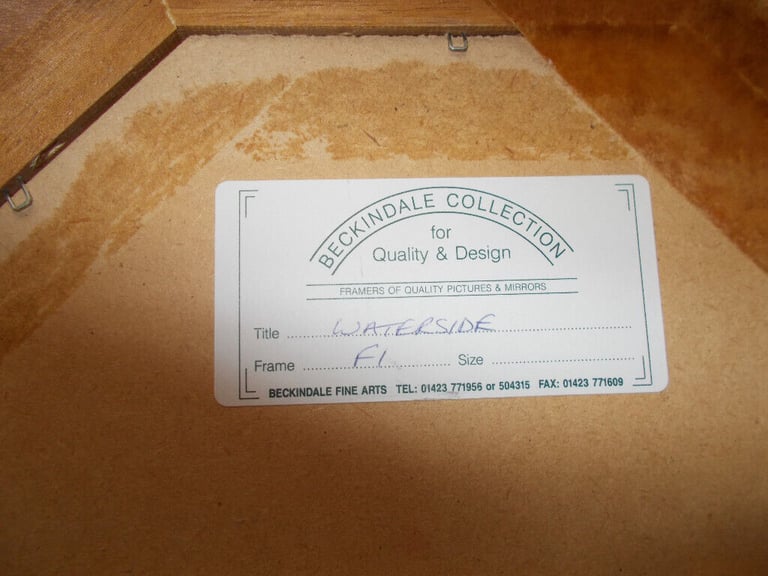 BECKINDALE COLLECTION
for
Quality & Design
FRAMERS OF QUALITY PICTURES & MIRRORS
Title WATERSIDE
Frame F1 Size
BECKINDALE FINE ARTS TEL: 01423 771956 or 504315 FAX: 01423 771609